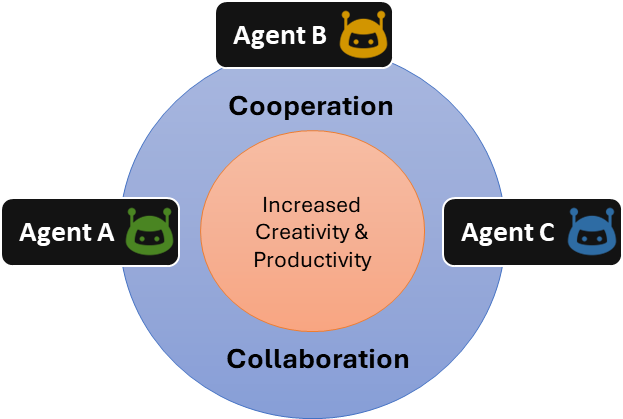 Agent B
Cooperation
Agent A
Increased
Creativity &
Productivity
Agent C
Collaboration